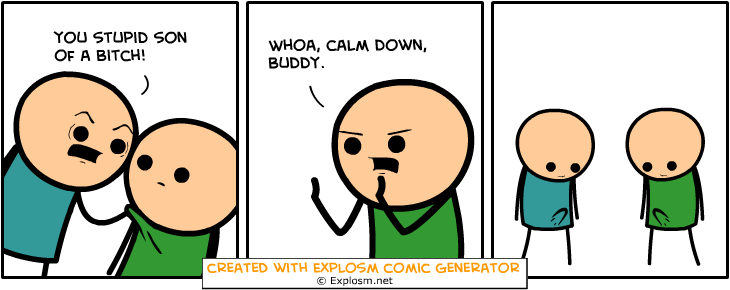 YOU STUPID SON
OF A BITCH!
WHOA, CALM DOWN,
BUDDY.
CREATED WITH EXPLOSM COMIC GENERATOR
© Explosm.net